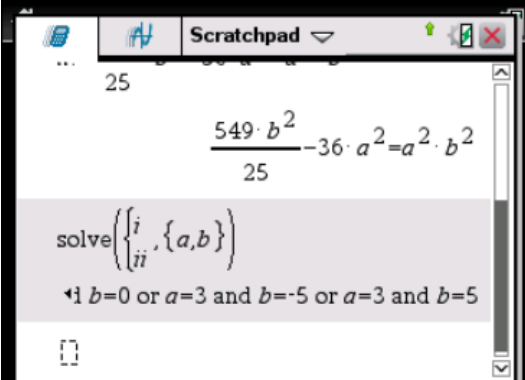 Scratchpad
25
549·b²/25−36·a²=a²·b²
solve({i ii,{a,b})
b=0 or a=3 and b=-5 or a=3 and b=5